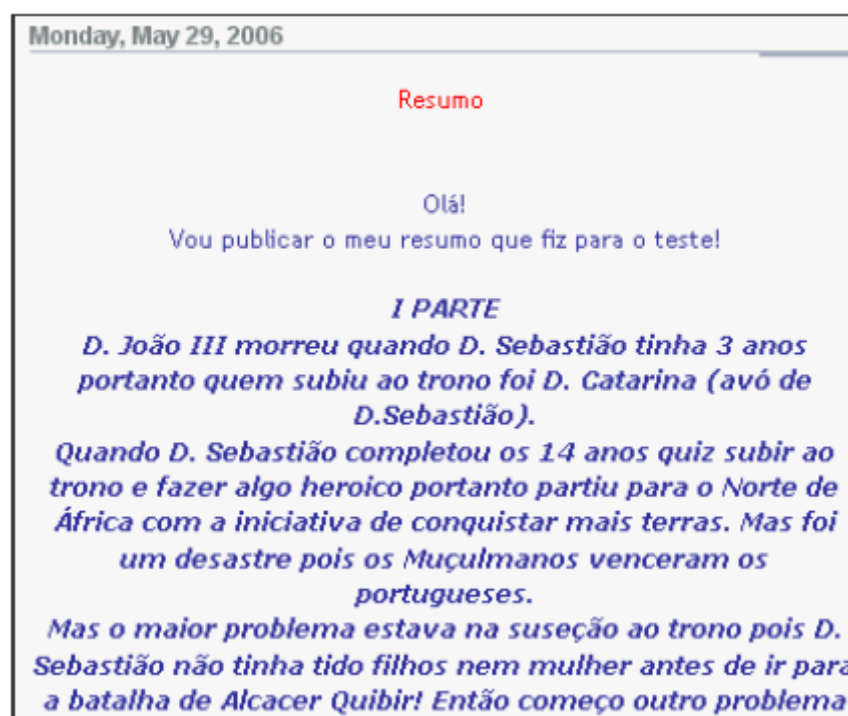 Monday, May 29, 2006
Resumo
Olá!
Vou publicar o meu resumo que fiz para o teste!
I PARTE
D. João III morreu quando D. Sebastião tinha 3 anos
portanto quem subiu ao trono foi D. Catarina (avó de
D.Sebastião).
Quando D. Sebastião completou os 14 anos quiz subir ao
trono e fazer algo heroico portanto partiu para o Norte de
África com a iniciativa de conquistar mais terras. Mas foi
um desastre pois os Muçulmanos venceram os
portugueses.
Mas o maior problema estava na suseção ao trono pois D.
Sebastião não tinha tido filhos nem mulher antes de ir para
a batalha de Alcacer Quibir! Então começo outro problema